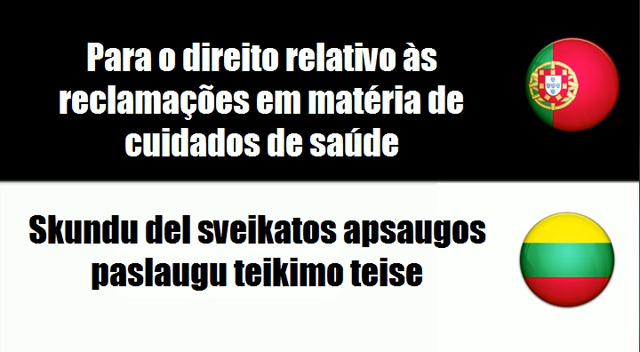 Para o direito relativo às
reclamações em matéria de
cuidados de saúde
Skundu del sveikatos apsaugos
paslaugu teikimo teise